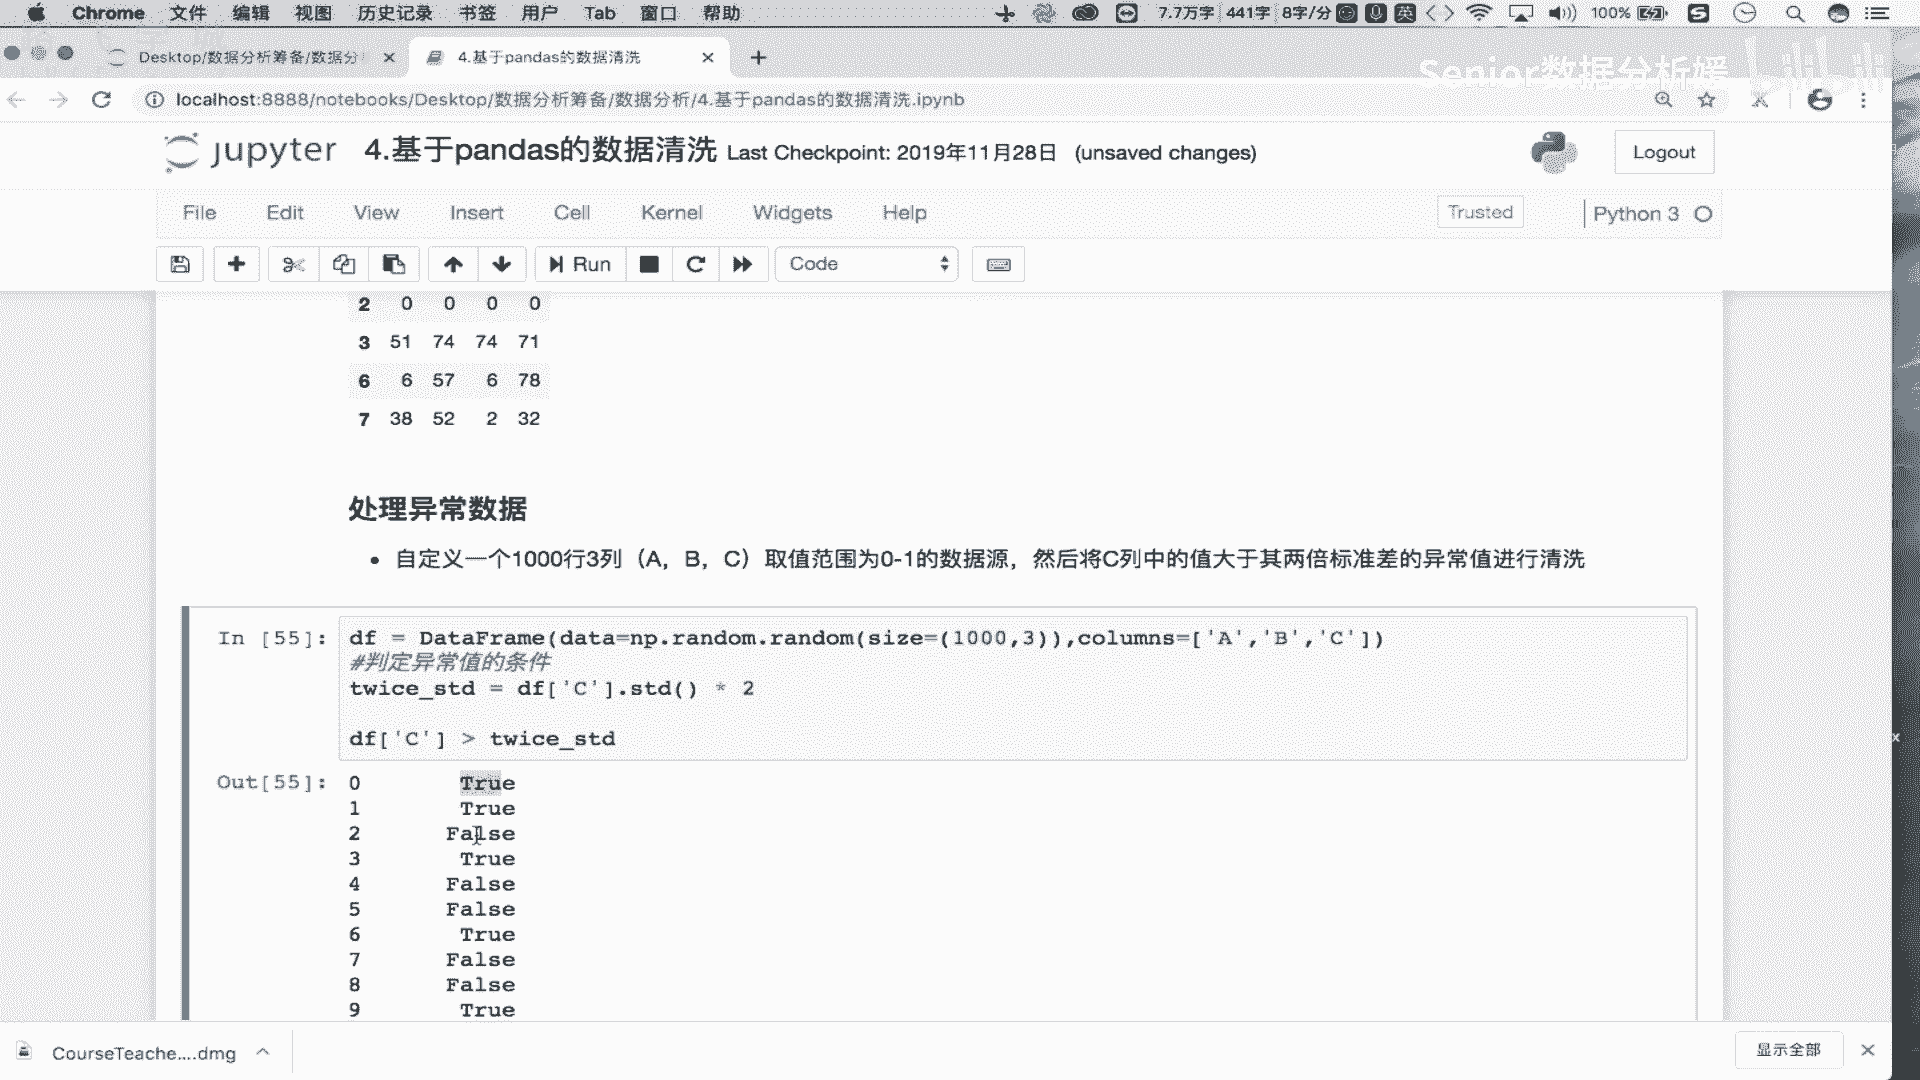 Chrome 文件 编辑 视图 历史记录 书签 用户 Tab 窗口 帮助 7.7万字 441字 8字/分 英 100%
Desktop/数据分析筹备/数据分 4.基于pandas的数据清洗
Senior数据分析媛 bilibili
localhost:8888/notebooks/Desktop/数据分析筹备/数据分析/4.基于pandas的数据清洗.ipynb
jupyter 4.基于pandas的数据清洗 Last Checkpoint: 2019年11月28日 (unsaved changes) Logout
File Edit View Insert Cell Kernel Widgets Help Trusted Python 3
Run Code
2 0 0 0 0
3 51 74 74 71
6 6 57 6 78
7 38 52 2 32
处理异常数据
• 自定义一个1000行3列（A，B，C）取值范围为0-1的数据源，然后将C列中的值大于其两倍标准差的异常值进行清洗
In [55]: df = DataFrame(data=np.random.random(size=(1000,3)),columns=['A','B','C'])
#判定异常值的条件
twice_std = df['C'].std() * 2
df['C'] > twice_std
Out[55]: 0 True
1 True
2 False
3 True
4 False
5 False
6 True
7 False
8 False
9 True
CourseTeache....dmg 显示全部